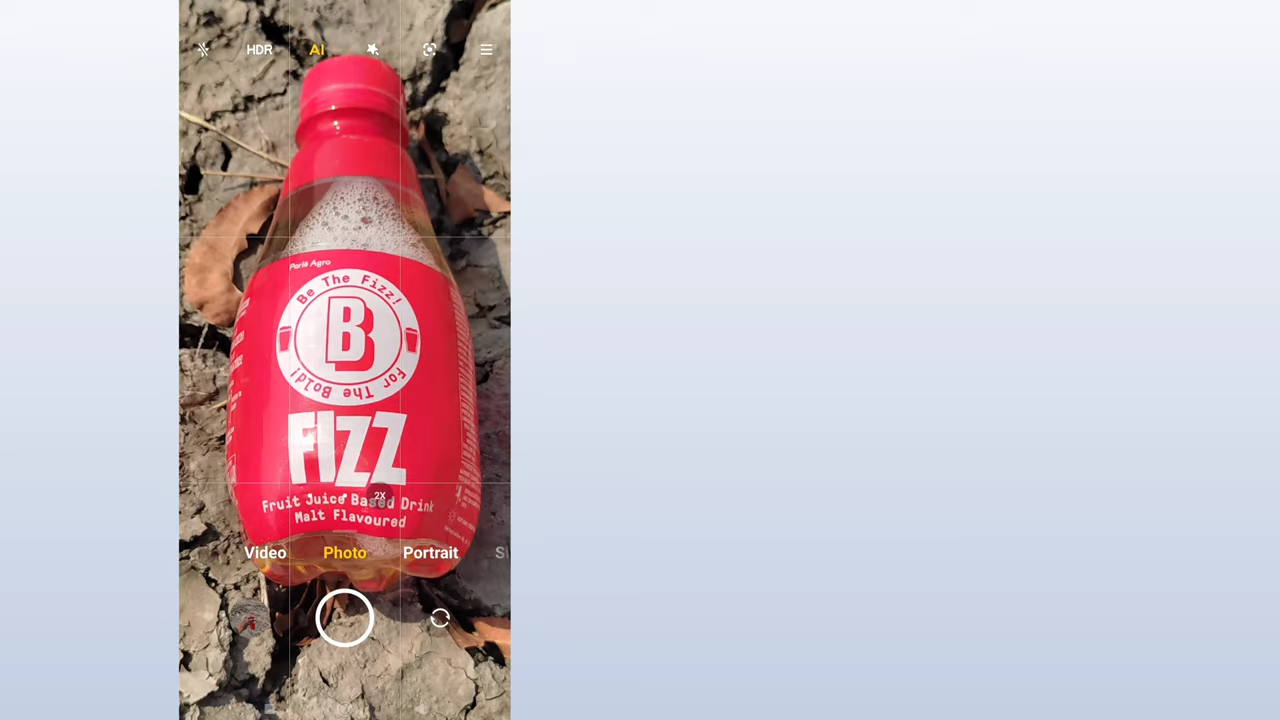 HDR
AI
Parle Agro
Be The Fizz!
B
For The Bold!
FIZZ
2X
Fruit Juice Based Drink
Malt Flavoured
Video
Photo
Portrait